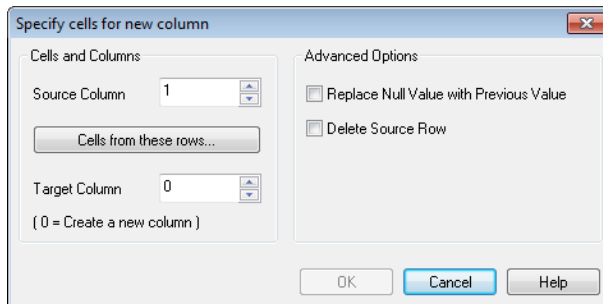 Specify cells for new column
Cells and Columns
Source Column 1
Cells from these rows...
Target Column 0
( 0 = Create a new column )
Advanced Options
Replace Null Value with Previous Value
Delete Source Row
OK Cancel Help